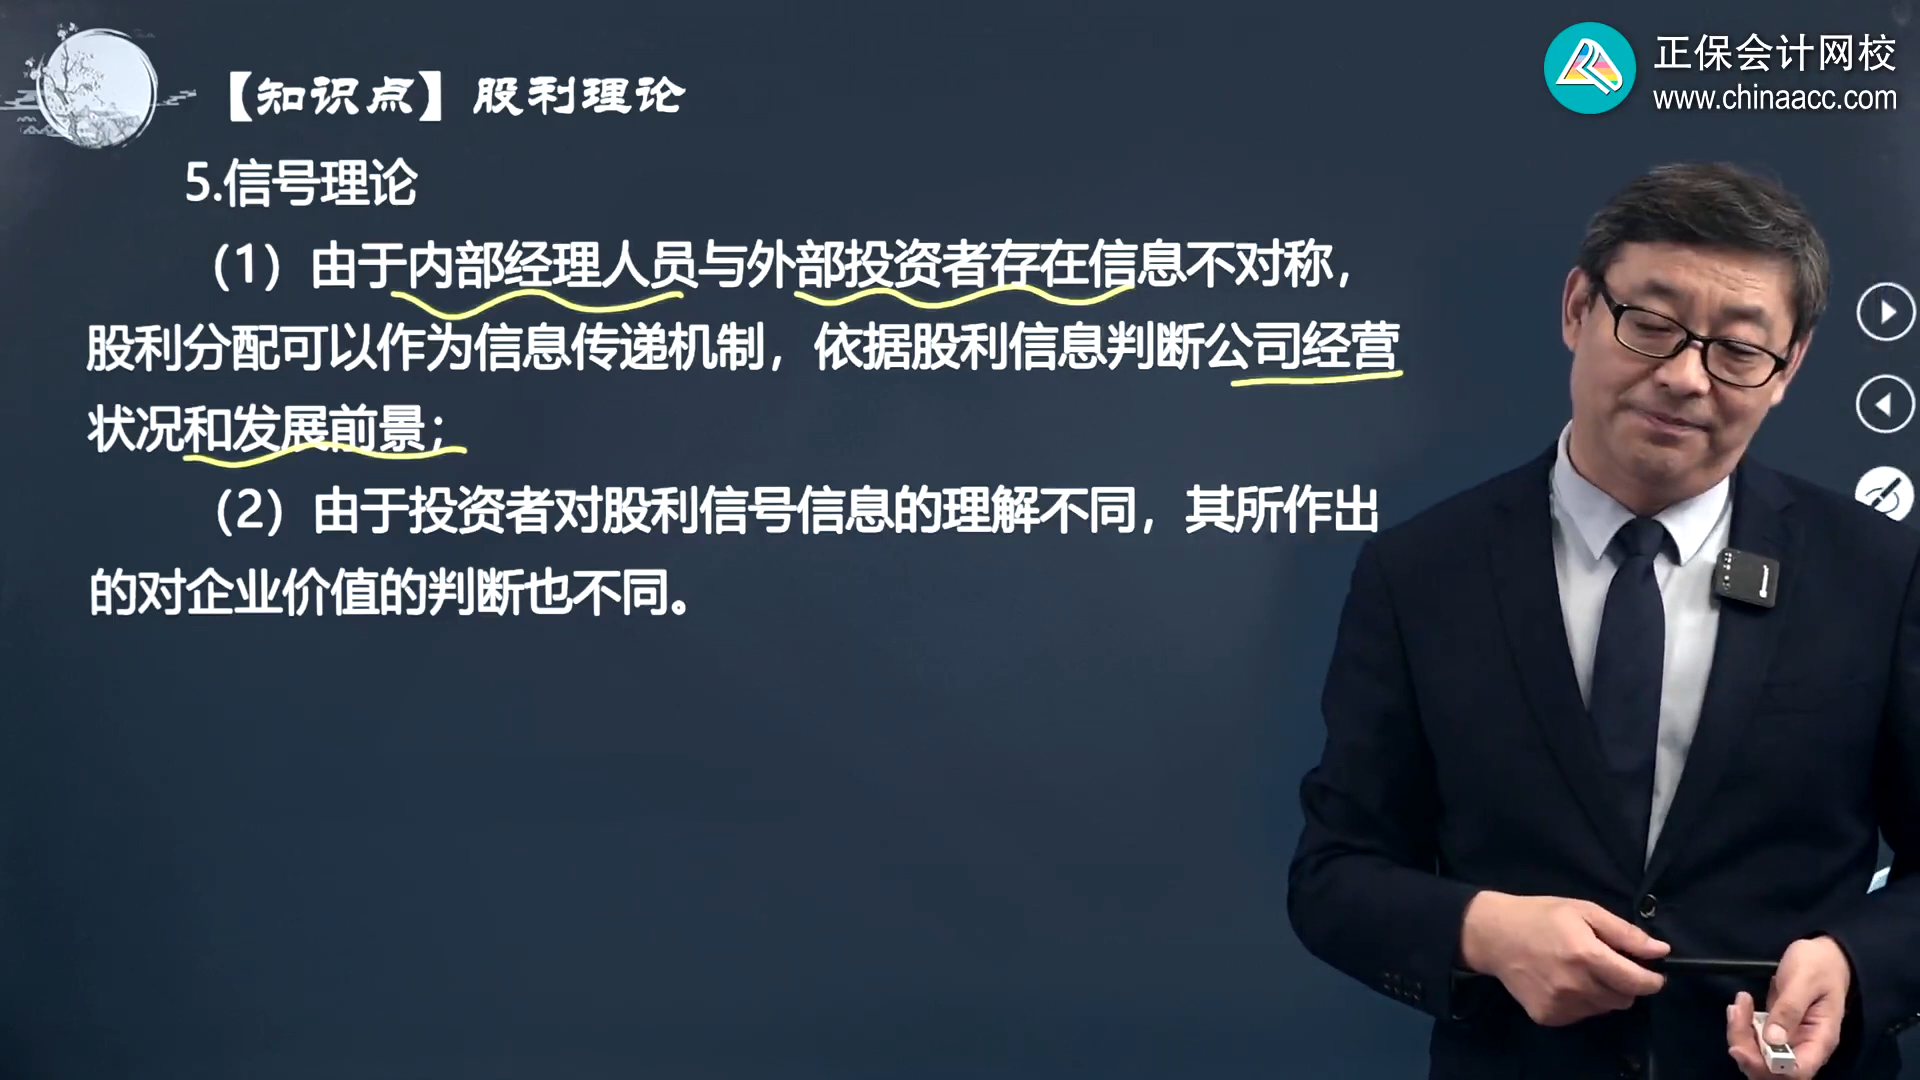 正保会计网校
www.chinaacc.com
【知识点】股利理论
5.信号理论
（1）由于内部经理人员与外部投资者存在信息不对称，
股利分配可以作为信息传递机制，依据股利信息判断公司经营
状况和发展前景；
（2）由于投资者对股利信号信息的理解不同，其所作出
的对企业价值的判断也不同。